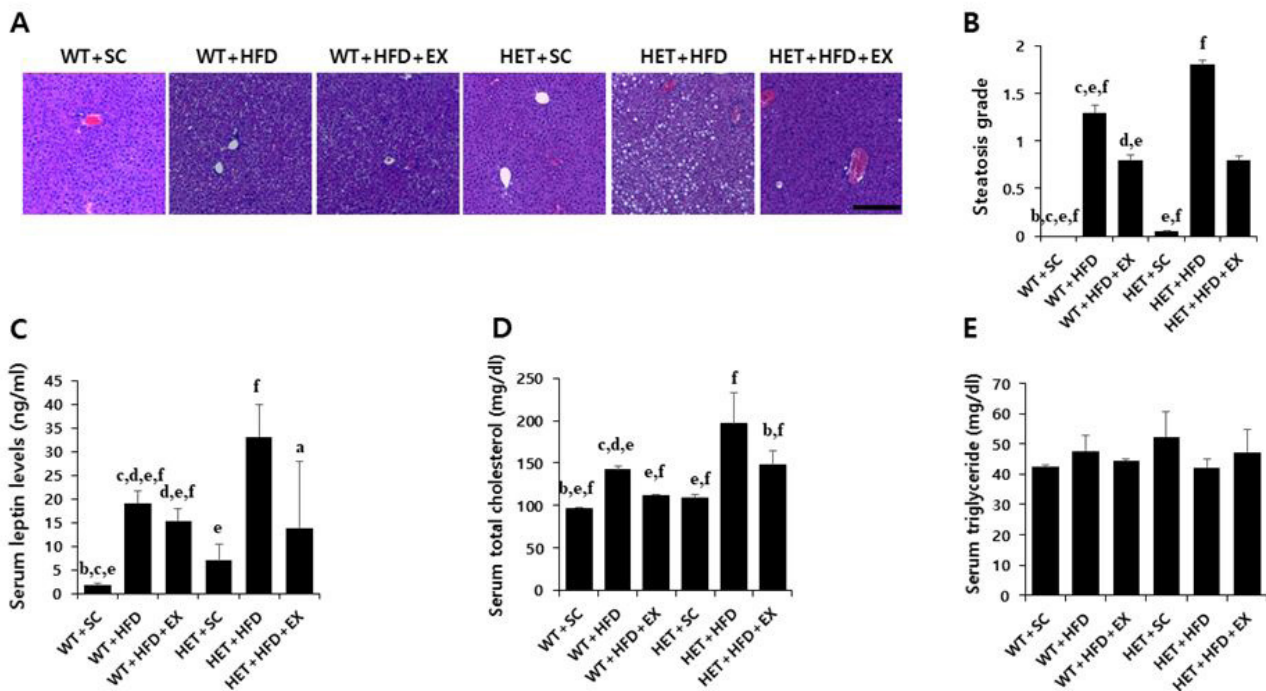 A
WT+SC WT+HFD WT+HFD+EX HET+SC HET+HFD HET+HFD+EX
B
Steatosis grade
2
1.5
1
0.5
0
b,c,e,f
c,e,f
d,e
e,f
f
WT+SC
WT+HFD
WT+HFD+EX
HET+SC
HET+HFD
HET+HFD+EX
C
Serum leptin levels (ng/ml)
45
40
35
30
25
20
15
10
5
0
b,c,e
c,d,e,f
d,e,f
e
f
a
WT+SC
WT+HFD
WT+HFD+EX
HET+SC
HET+HFD
HET+HFD+EX
D
Serum total cholesterol (mg/dl)
250
200
150
100
50
0
b,e,f
c,d,e
e,f
e,f
f
b,f
WT+SC
WT+HFD
WT+HFD+EX
HET+SC
HET+HFD
HET+HFD+EX
E
Serum triglyceride (mg/dl)
70
60
50
40
30
20
10
0
WT+SC
WT+HFD
WT+HFD+EX
HET+SC
HET+HFD
HET+HFD+EX